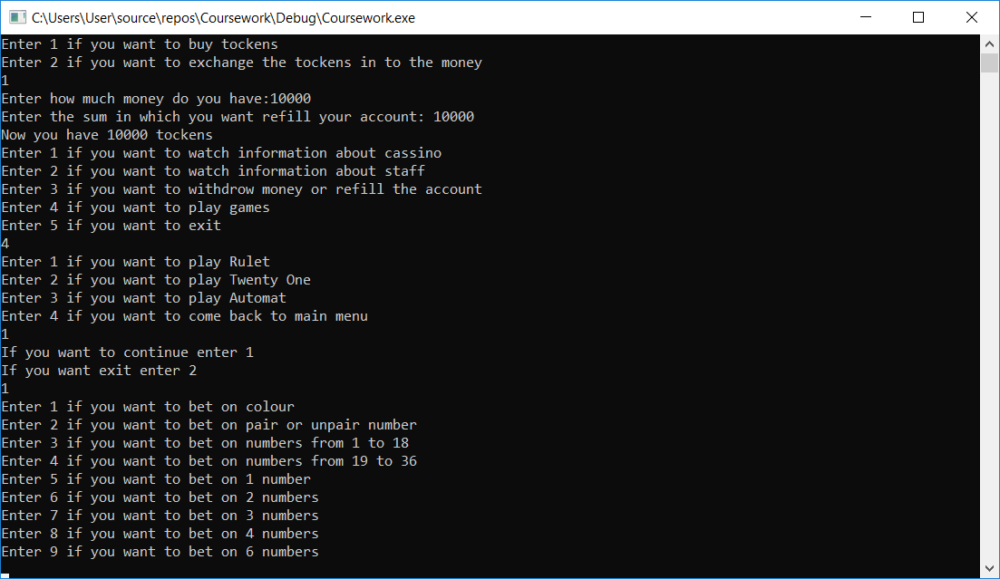 C:\Users\User\source\repos\Coursework\Debug\Coursework.exe
Enter 1 if you want to buy tockens
Enter 2 if you want to exchange the tockens in to the money
1
Enter how much money do you have:10000
Enter the sum in which you want refill your account: 10000
Now you have 10000 tockens
Enter 1 if you want to watch information about cassino
Enter 2 if you want to watch information about staff
Enter 3 if you want to withdrow money or refill the account
Enter 4 if you want to play games
Enter 5 if you want to exit
4
Enter 1 if you want to play Rulet
Enter 2 if you want to play Twenty One
Enter 3 if you want to play Automat
Enter 4 if you want to come back to main menu
1
If you want to continue enter 1
If you want exit enter 2
1
Enter 1 if you want to bet on colour
Enter 2 if you want to bet on pair or unpair number
Enter 3 if you want to bet on numbers from 1 to 18
Enter 4 if you want to bet on numbers from 19 to 36
Enter 5 if you want to bet on 1 number
Enter 6 if you want to bet on 2 numbers
Enter 7 if you want to bet on 3 numbers
Enter 8 if you want to bet on 4 numbers
Enter 9 if you want to bet on 6 numbers